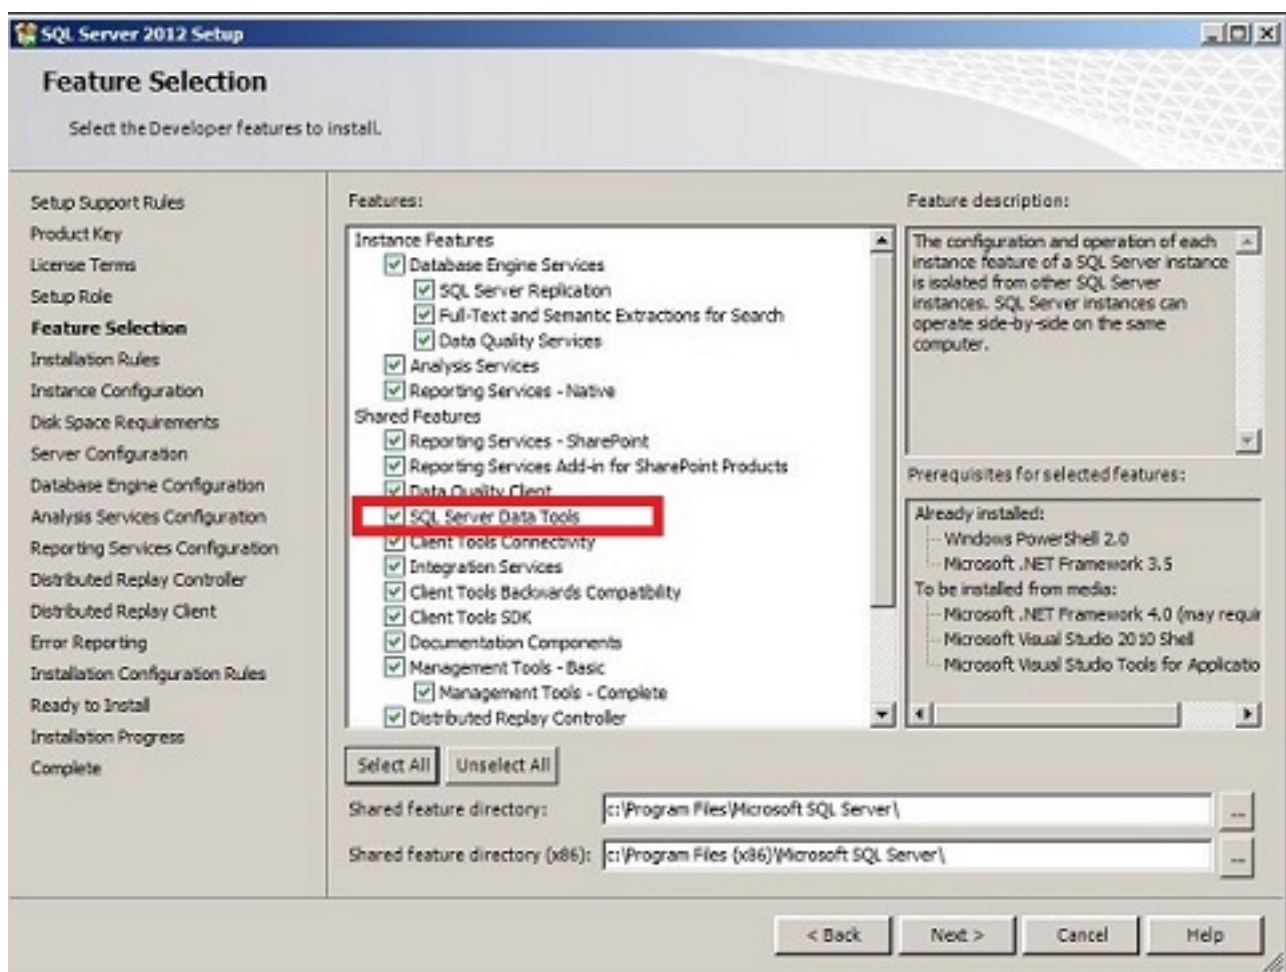 SQL Server 2012 Setup
Feature Selection
Select the Developer features to install.
Setup Support Rules
Product Key
License Terms
Setup Role
Feature Selection
Installation Rules
Instance Configuration
Disk Space Requirements
Server Configuration
Database Engine Configuration
Analysis Services Configuration
Reporting Services Configuration
Distributed Replay Controller
Distributed Replay Client
Error Reporting
Installation Configuration Rules
Ready to Install
Installation Progress
Complete
Features:
Instance Features
Database Engine Services
SQL Server Replication
Full-Text and Semantic Extractions for Search
Data Quality Services
Analysis Services
Reporting Services - Native
Shared Features
Reporting Services - SharePoint
Reporting Services Add-in for SharePoint Products
Data Quality Client
SQL Server Data Tools
Client Tools Connectivity
Integration Services
Client Tools Backwards Compatibility
Client Tools SDK
Documentation Components
Management Tools - Basic
Management Tools - Complete
Distributed Replay Controller
Feature description:
The configuration and operation of each
instance feature of a SQL Server instance
is isolated from other SQL Server
instances. SQL Server instances can
operate side-by-side on the same
computer.
Prerequisites for selected features:
Already installed:
Windows PowerShell 2.0
Microsoft .NET Framework 3.5
To be installed from media:
Microsoft .NET Framework 4.0 (may requir
Microsoft Visual Studio 2010 Shell
Microsoft Visual Studio Tools for Applicatio
Select All
Unselect All
Shared feature directory:
c:\Program Files\Microsoft SQL Server\
...
Shared feature directory (x86):
c:\Program Files (x86)\Microsoft SQL Server\
...
< Back
Next >
Cancel
Help